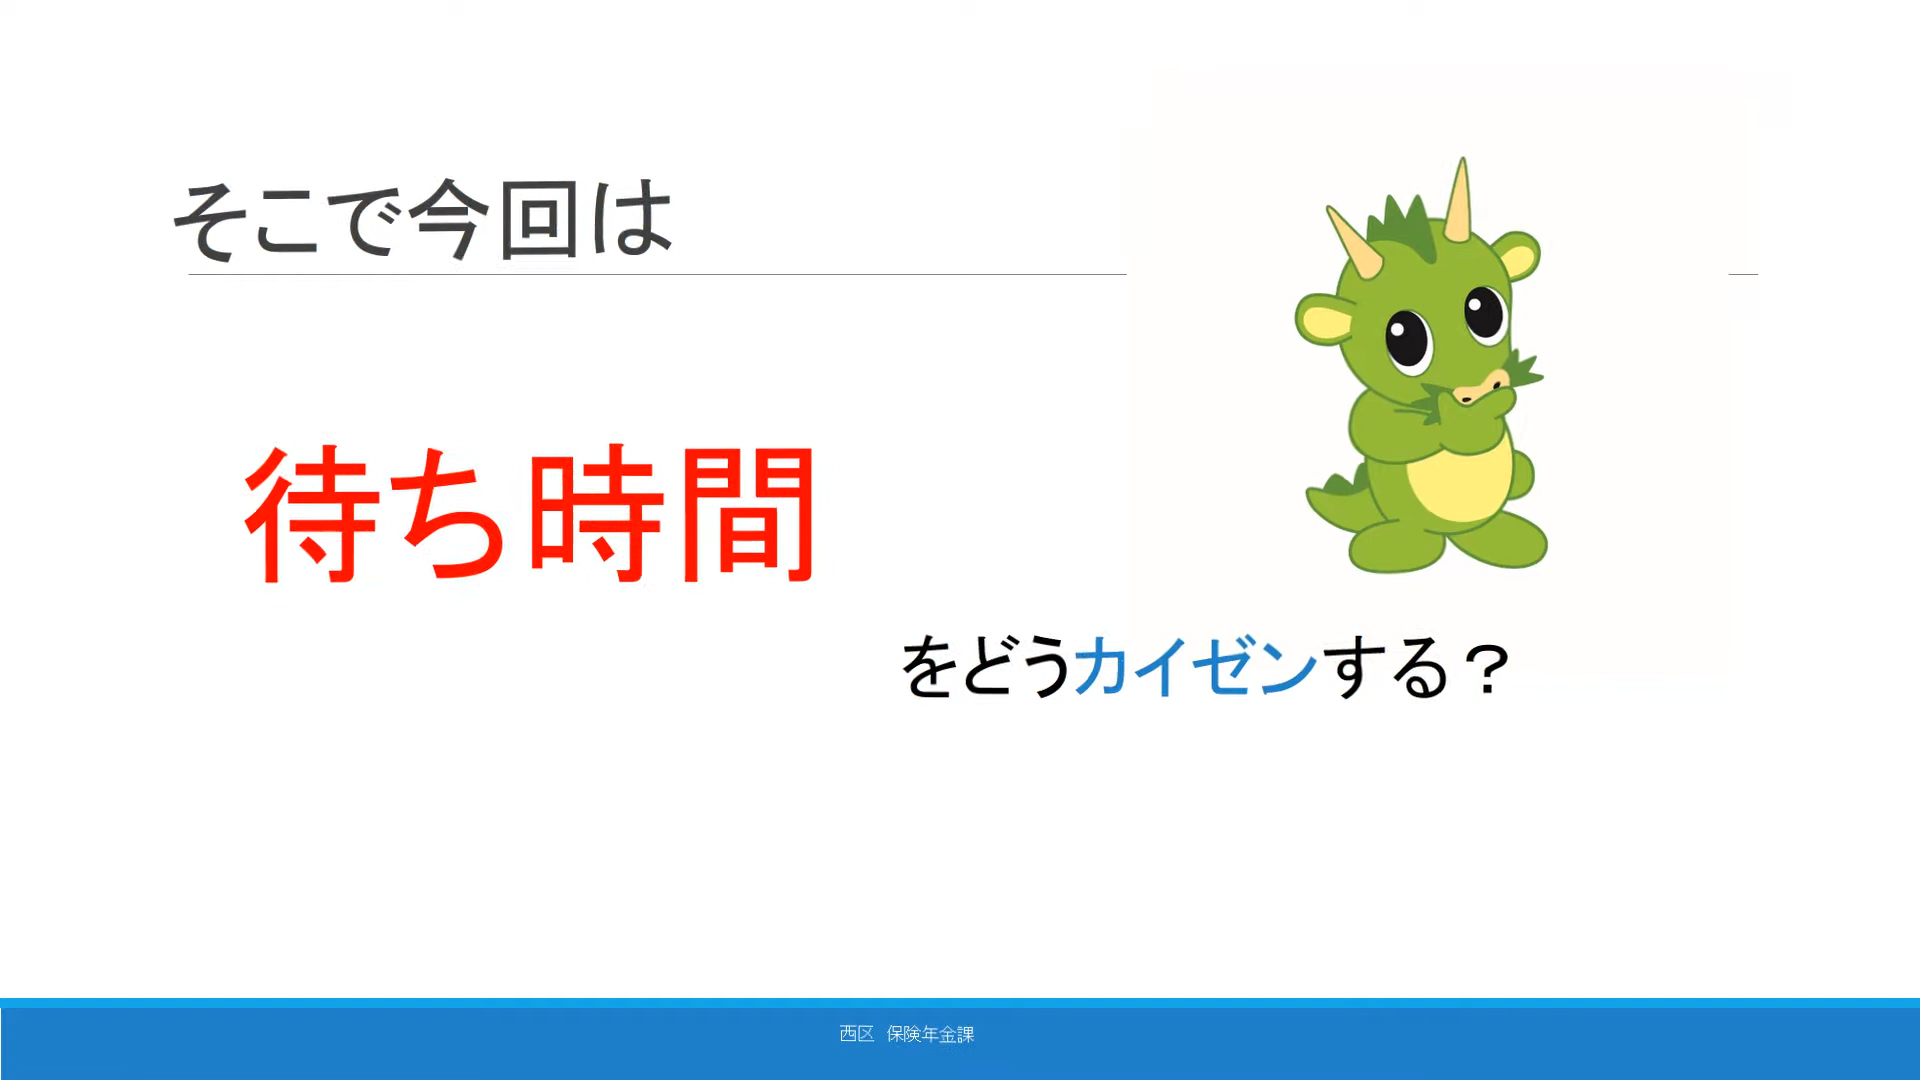 そこで今回は
待ち時間
をどうカイゼンする？
西区　保険年金課